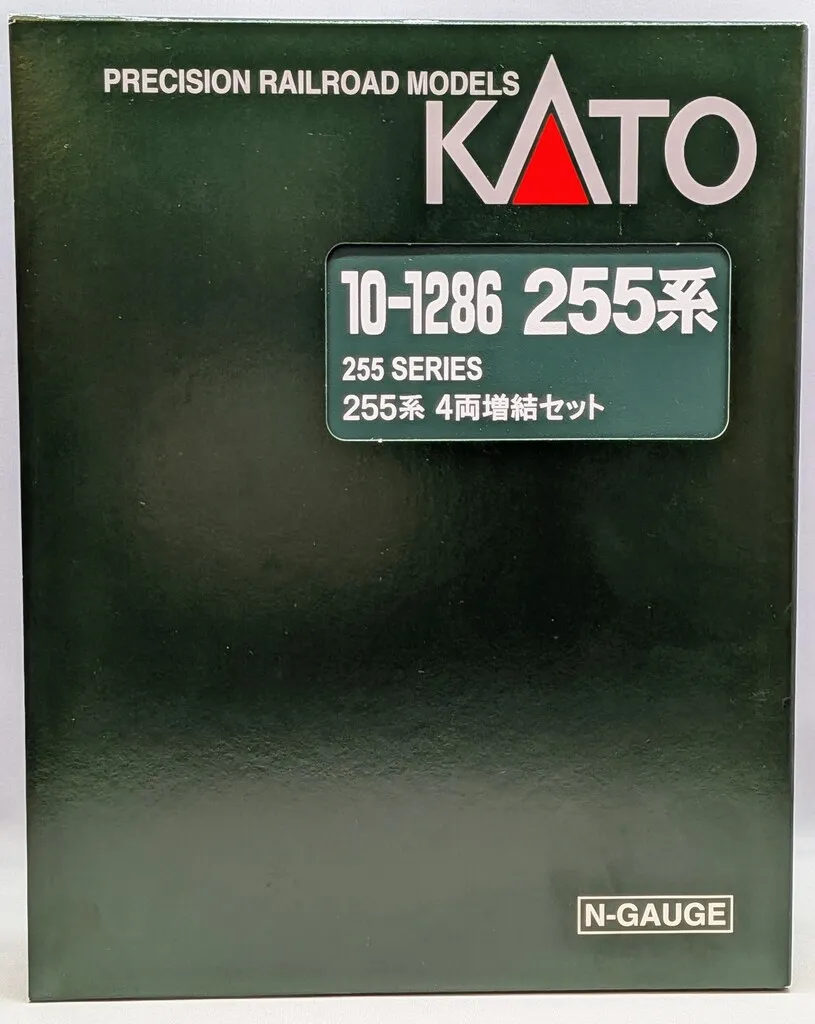 PRECISION RAILROAD MODELS
KATO
10-1286 255系
255 SERIES
255系 4両増結セット
N-GAUGE